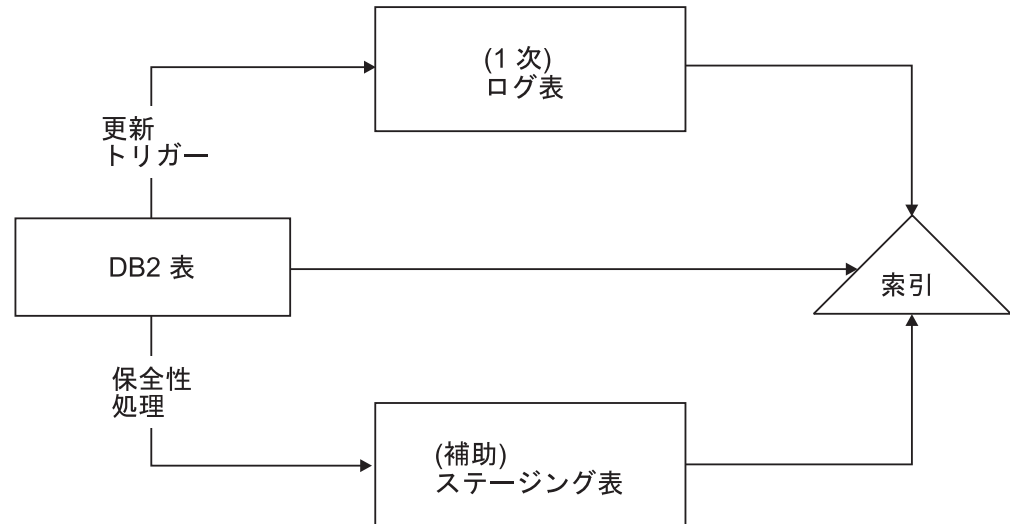 (1 次)
ログ表
更新
トリガー
DB2 表
索引
保全性
処理
(補助)
ステージング表